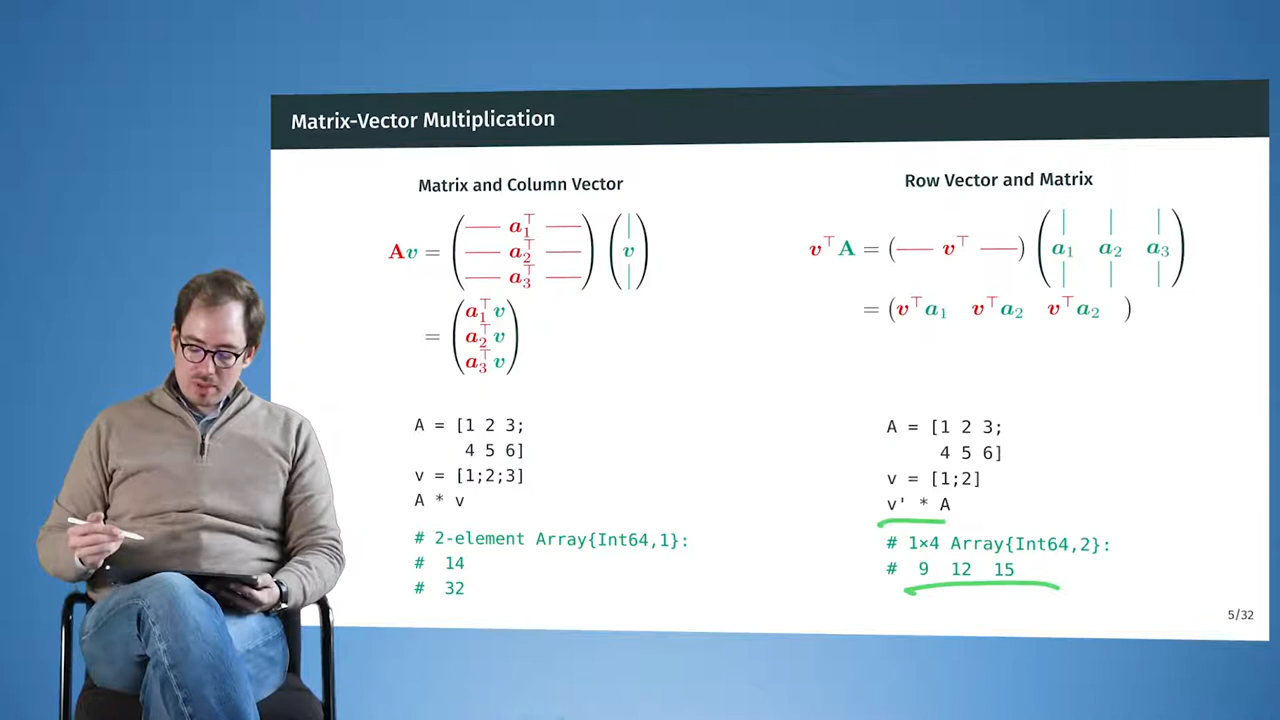 Matrix-Vector Multiplication
Matrix and Column Vector
Av = (— a₁ᵀ — — a₂ᵀ — — a₃ᵀ —) (| v |)
= (a₁ᵀv a₂ᵀv a₃ᵀv)
A = [1 2 3;
4 5 6]
v = [1;2;3]
A * v
# 2-element Array{Int64,1}:
# 14
# 32
Row Vector and Matrix
vᵀA = (— vᵀ —) (| a₁ | | a₂ | | a₃ |)
= (vᵀa₁ vᵀa₂ vᵀa₂ )
A = [1 2 3;
4 5 6]
v = [1;2]
v' * A
# 1×4 Array{Int64,2}:
# 9 12 15
5/32